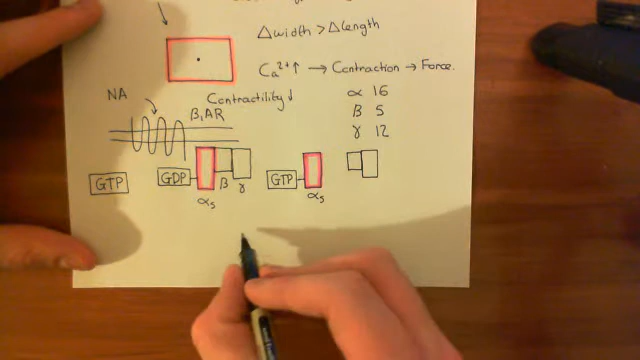 Δwidth > Δlength
Ca²⁺↑ → Contraction → Force.
Contractility ↓
NA
β₁AR
α 16
β 5
γ 12
GTP
GDP
β
γ
αₛ
GTP
αₛ